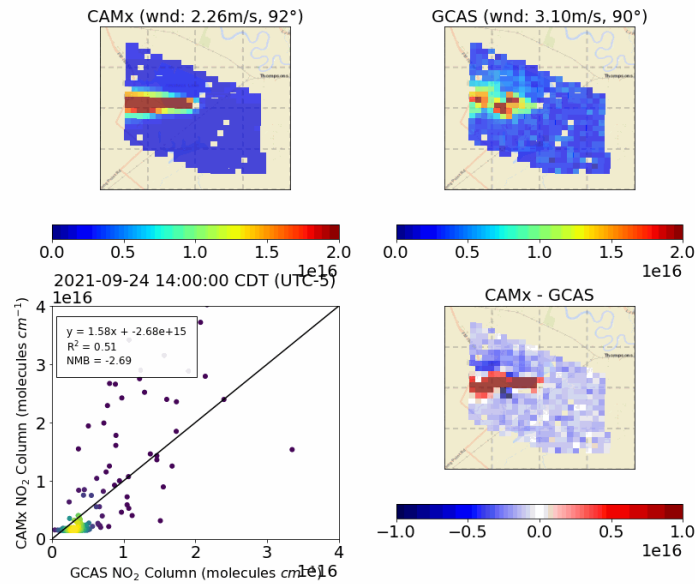 CAMx (wnd: 2.26m/s, 92°)
GCAS (wnd: 3.10m/s, 90°)
0.0 0.5 1.0 1.5 2.0
1e16
0.0 0.5 1.0 1.5 2.0
1e16
2021-09-24 14:00:00 CDT (UTC-5)
1e16
CAMx - GCAS
y = 1.58x + -2.68e+15
R² = 0.51
NMB = -2.69
CAMx NO₂ Column (molecules cm⁻¹)
4
3
2
1
0
0 1 2 3 4
GCAS NO₂ Column (molecules cm⁻¹)
1e16
-1.0 -0.5 0.0 0.5 1.0
1e16